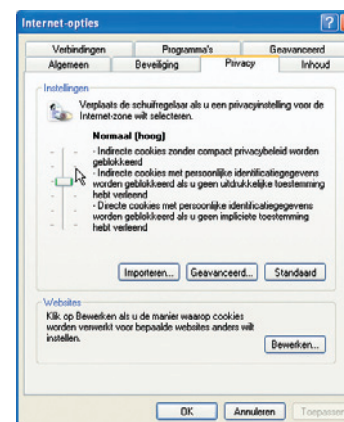 Internet-opties
Verbindingen Programma's Geavanceerd
Algemeen Beveiliging Privacy Inhoud
Instellingen
Verplaats de schuifregelaar als u een privacyinstelling voor de
Internet-zone wilt selecteren.
Normaal (hoog)
- Indirecte cookies zonder compact privacybeleid worden
geblokkeerd
- Indirecte cookies met persoonlijke identificatiegegevens
worden geblokkeerd als u geen uitdrukkelijke toestemming
hebt verleend
- Directe cookies met persoonlijke identificatiegegevens
worden geblokkeerd als u geen impliciete toestemming
hebt verleend
Importeren... Geavanceerd... Standaard
Websites
Klik op Bewerken als u de manier waarop cookies
worden verwerkt voor bepaalde websites anders wilt
instellen.
Bewerken...
OK Annuleren Toepassen